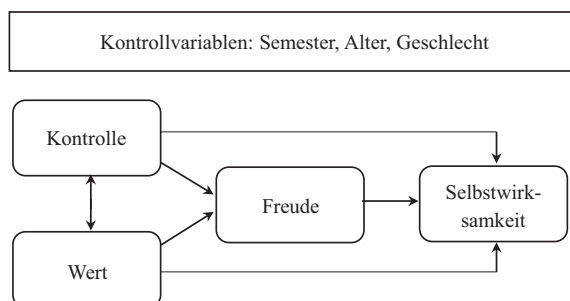 Kontrollvariablen: Semester, Alter, Geschlecht
Kontrolle
Freude
Selbstwirk-
samkeit
Wert